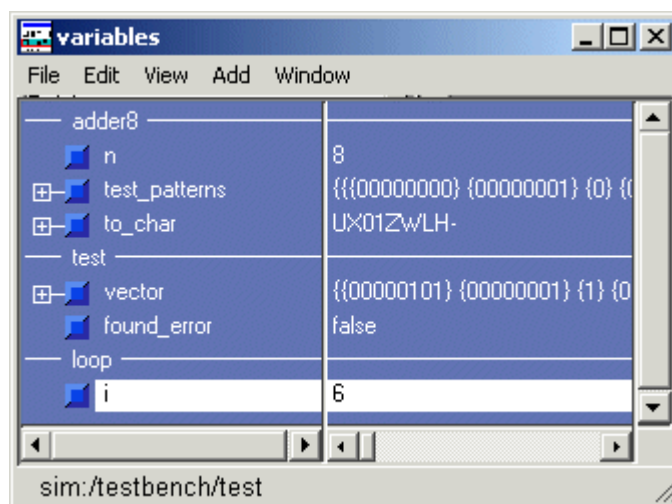 variables
File Edit View Add Window
adder8
n 8
test_patterns {{{00000000} {00000001} {0} {0
to_char UX01ZWLH-
test
vector {{00000101} {00000001} {1} {0
found_error false
loop
i 6
sim:/testbench/test